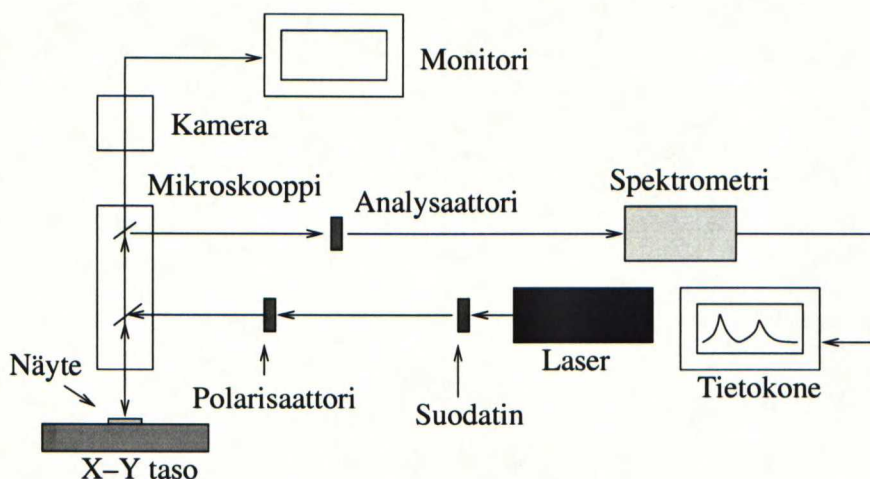 Monitori
Kamera
Mikroskooppi
Analysaattori
Spektrometri
Näyte
Laser
Tietokone
Polarisaattori
Suodatin
X–Y taso